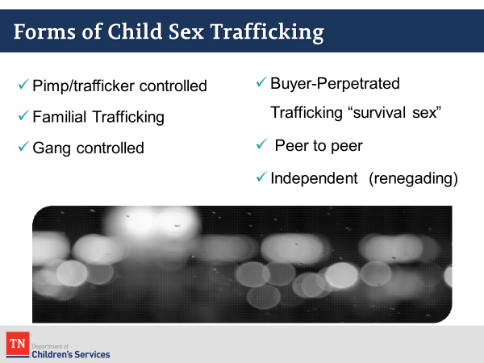 Forms of Child Sex Trafficking
✓ Pimp/trafficker controlled
✓ Familial Trafficking
✓ Gang controlled
✓ Buyer-Perpetrated
Trafficking “survival sex”
✓ Peer to peer
✓ Independent (renegading)
TN
Department of
Children's Services